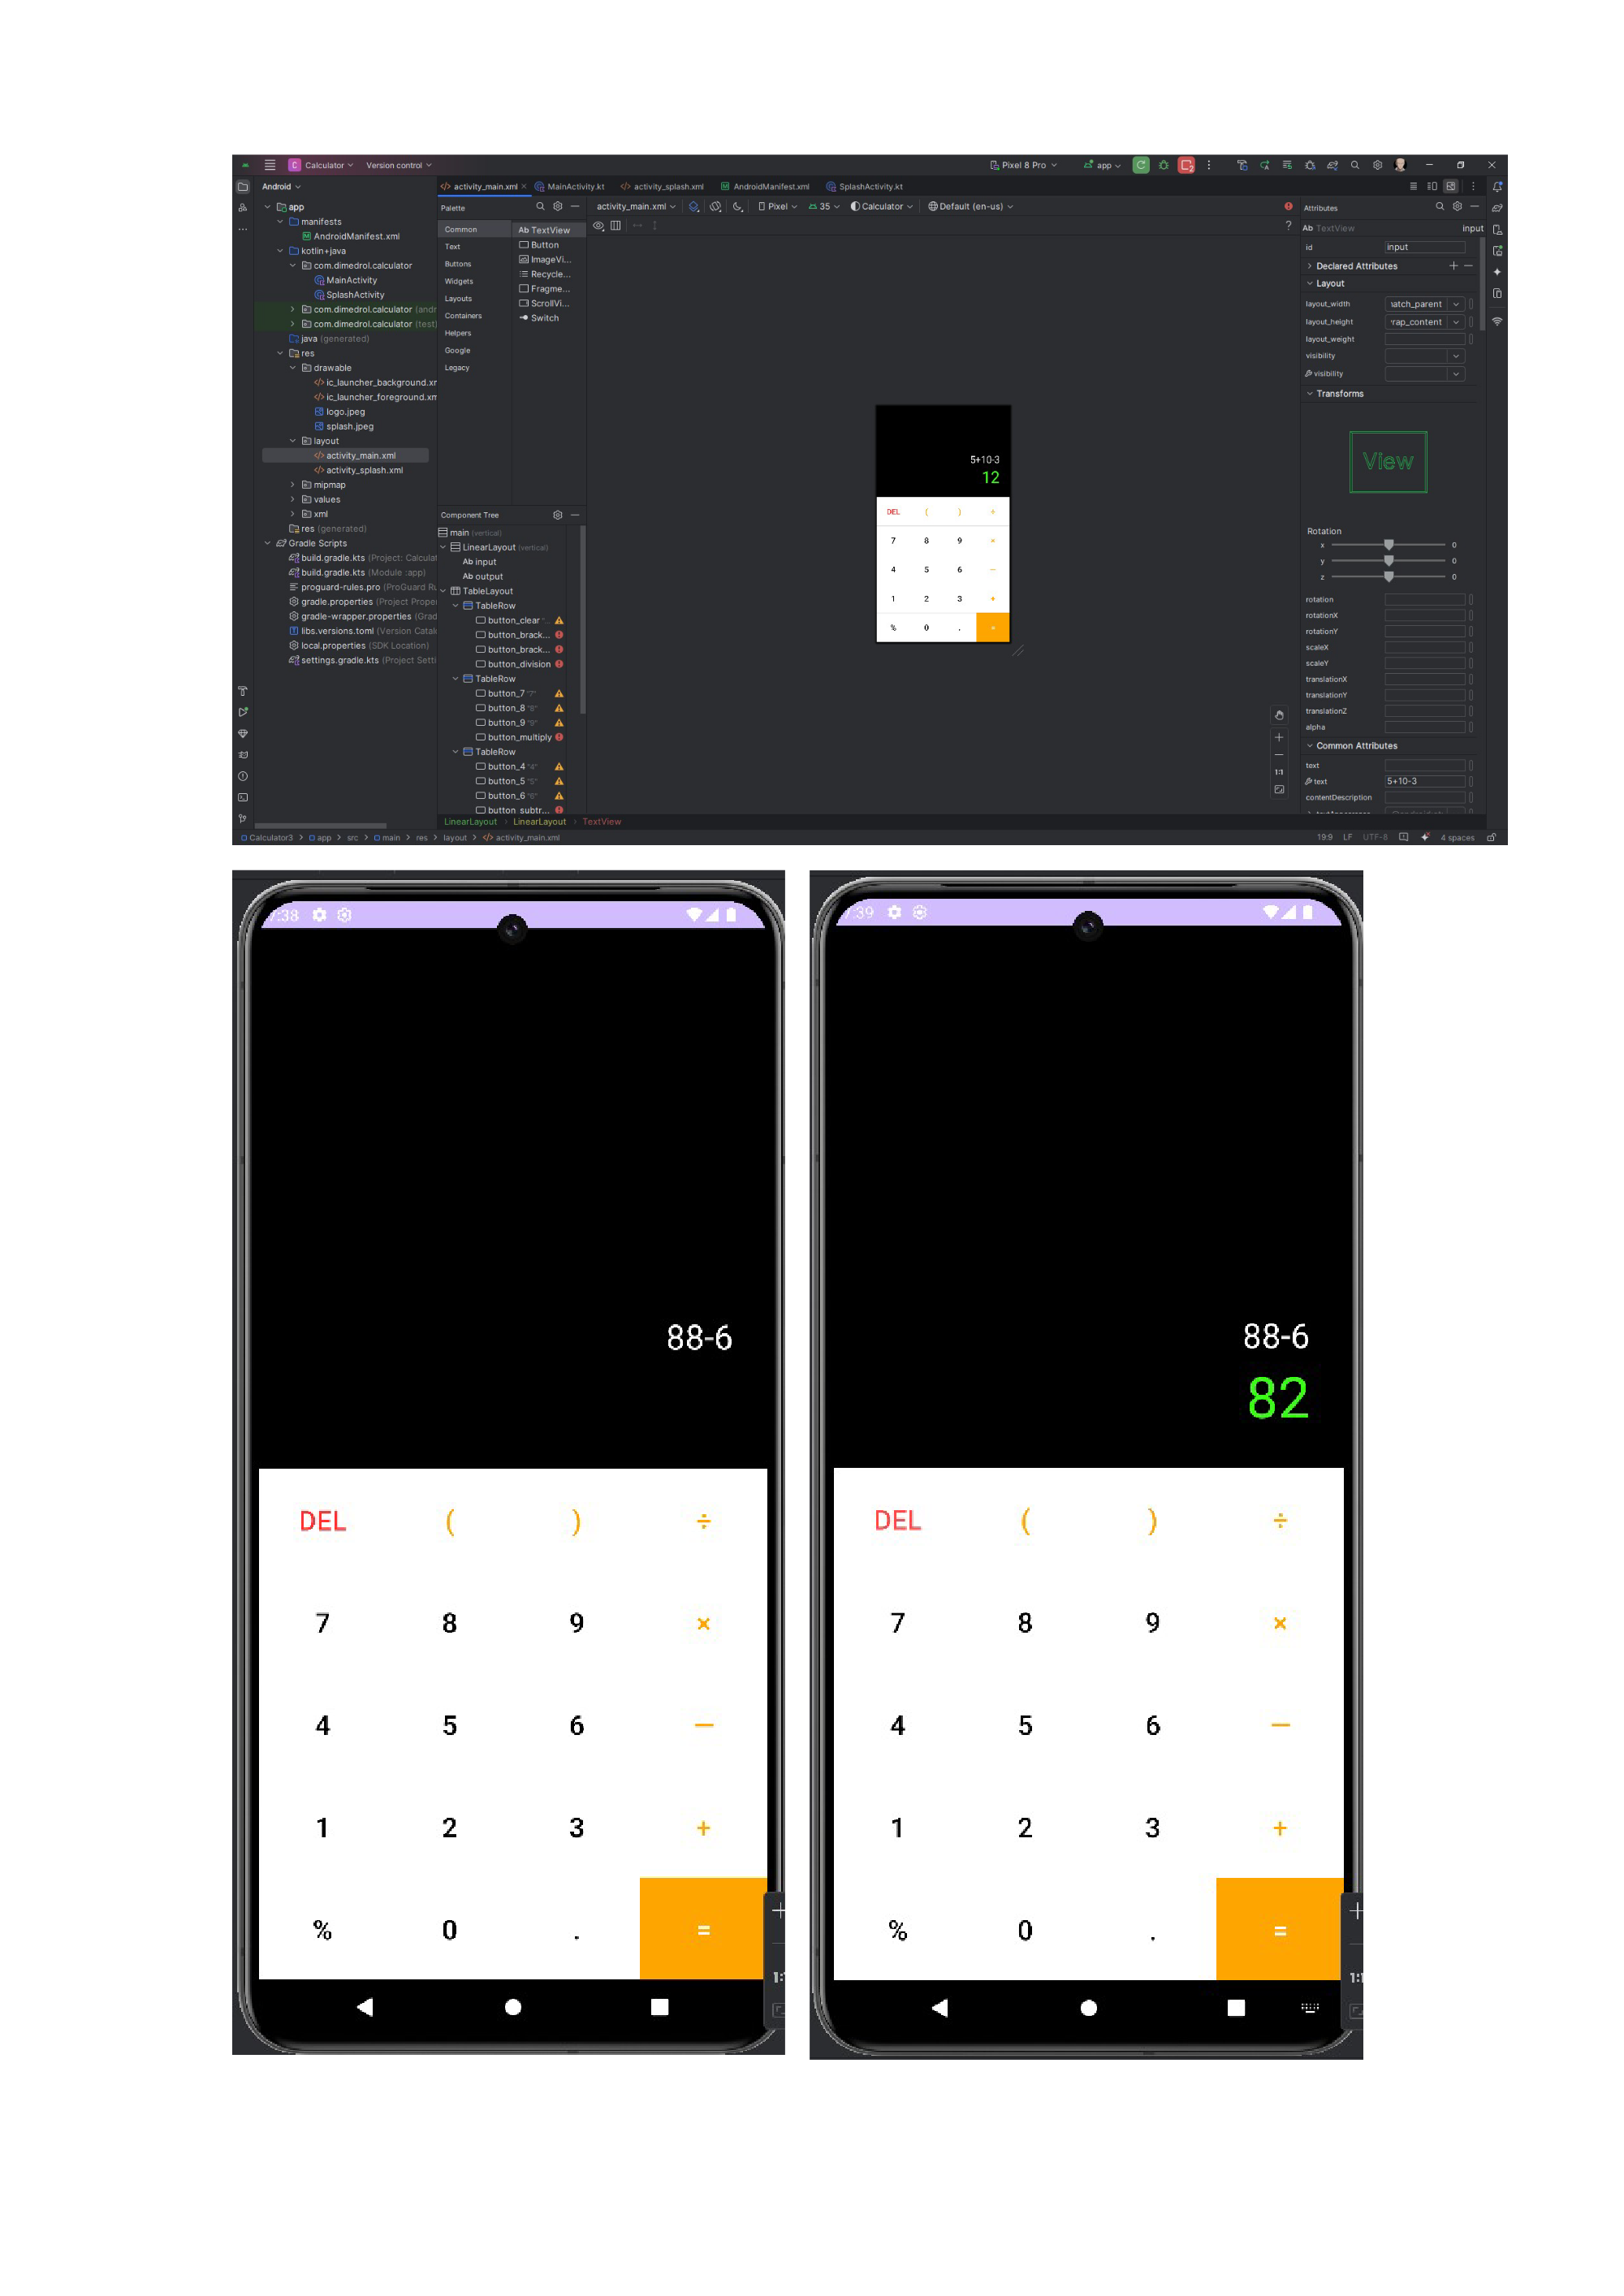 C Calculator Version control Pixel 8 Pro app
Android activity_main.xml MainActivity.kt activity_splash.xml AndroidManifest.xml SplashActivity.kt
app
manifests
AndroidManifest.xml
kotlin+java
com.dimedrol.calculator
MainActivity
SplashActivity
com.dimedrol.calculator (andr
com.dimedrol.calculator (test)
java (generated)
res
drawable
ic_launcher_background.xr
ic_launcher_foreground.xm
logo.jpeg
splash.jpeg
layout
activity_main.xml
activity_splash.xml
mipmap
values
xml
res (generated)
Gradle Scripts
build.gradle.kts (Project: Calculat
build.gradle.kts (Module :app)
proguard-rules.pro (ProGuard Ru
gradle.properties (Project Prope
gradle-wrapper.properties (Grad
libs.versions.toml (Version Catal
local.properties (SDK Location)
settings.gradle.kts (Project Setti
Palette
Common
Text
Buttons
Widgets
Layouts
Containers
Helpers
Google
Legacy
Ab TextView
Button
ImageVi...
Recycle...
Fragme...
ScrollVi...
Switch
Component Tree
main (vertical)
LinearLayout (vertical)
Ab input
Ab output
TableLayout
TableRow
button_clear
button_brack...
button_brack...
button_division
TableRow
button_7 "7"
button_8 "8"
button_9 "9"
button_multiply
TableRow
button_4 "4"
button_5 "5"
button_6 "6"
button_subtr...
activity_main.xml Pixel 35 Calculator Default (en-us)
5+10-3
12
DEL ( ) ÷
7 8 9 ×
4 5 6 −
1 2 3 +
% 0 . =
1:1
Attributes
Ab TextView input
id input
Declared Attributes
Layout
layout_width match_parent
layout_height wrap_content
layout_weight
visibility
visibility
Transforms
View
Rotation
x 0
y 0
z 0
rotation
rotationX
rotationY
scaleX
scaleY
translationX
translationY
translationZ
alpha
Common Attributes
text
text 5+10-3
contentDescription
LinearLayout > LinearLayout > TextView
Calculator3 > app > src > main > res > layout > activity_main.xml 19:9 LF UTF-8 4 spaces
7:38
88-6
DEL ( ) ÷
7 8 9 ×
4 5 6 −
1 2 3 +
% 0 . =
7:39
88-6
82
DEL ( ) ÷
7 8 9 ×
4 5 6 −
1 2 3 +
% 0 . =
1:1